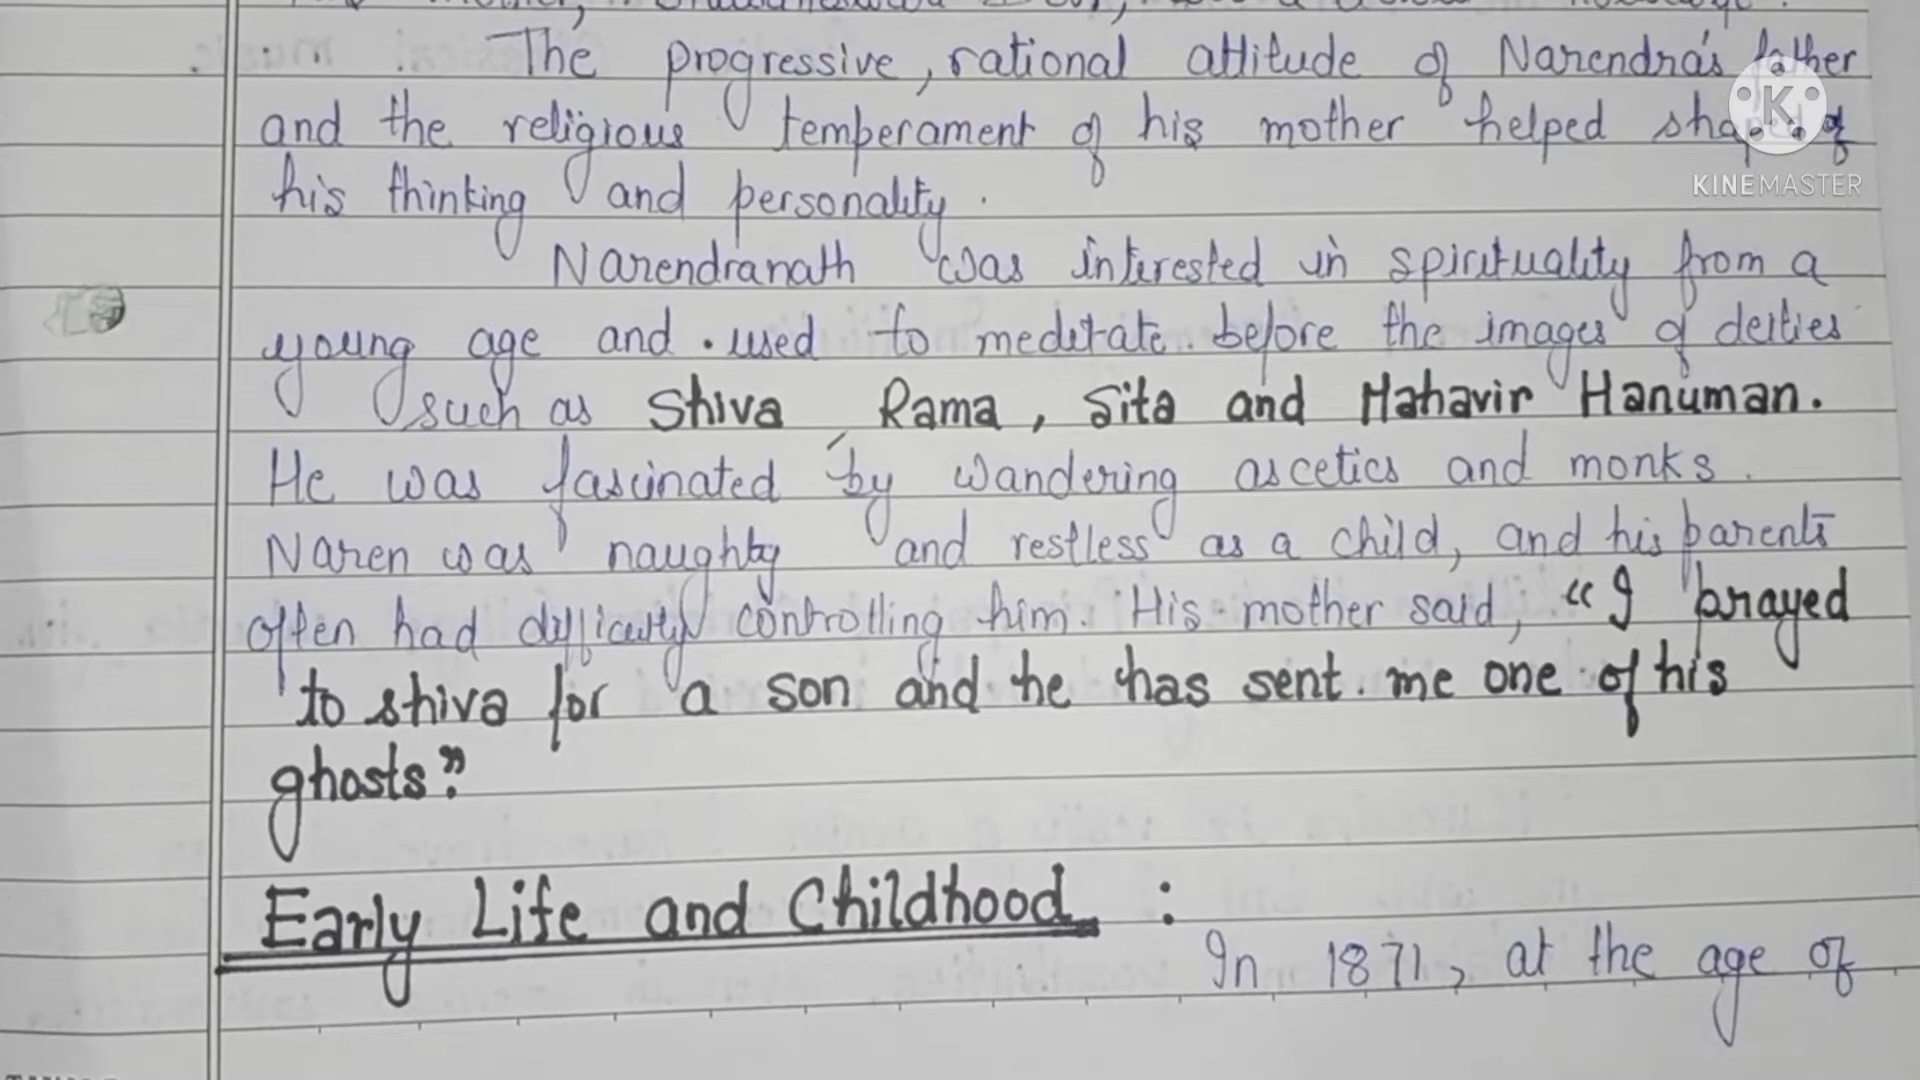 The progressive, rational attitude of Narendra's father
and the religious temperament of his mother helped shaped of
his thinking and personality.
Narendranath was interested in spirituality from a
young age and used to meditate before the images of deities
such as Shiva, Rama, Sita and Mahavir Hanuman.
He was fascinated by wandering ascetics and monks.
Naren was naughty and restless as a child, and his parents
often had difficulty controlling him. His mother said, "I prayed
to shiva for a son and he has sent me one of his
ghosts".
Early Life and Childhood :
In 1871, at the age of
K
KINEMASTER